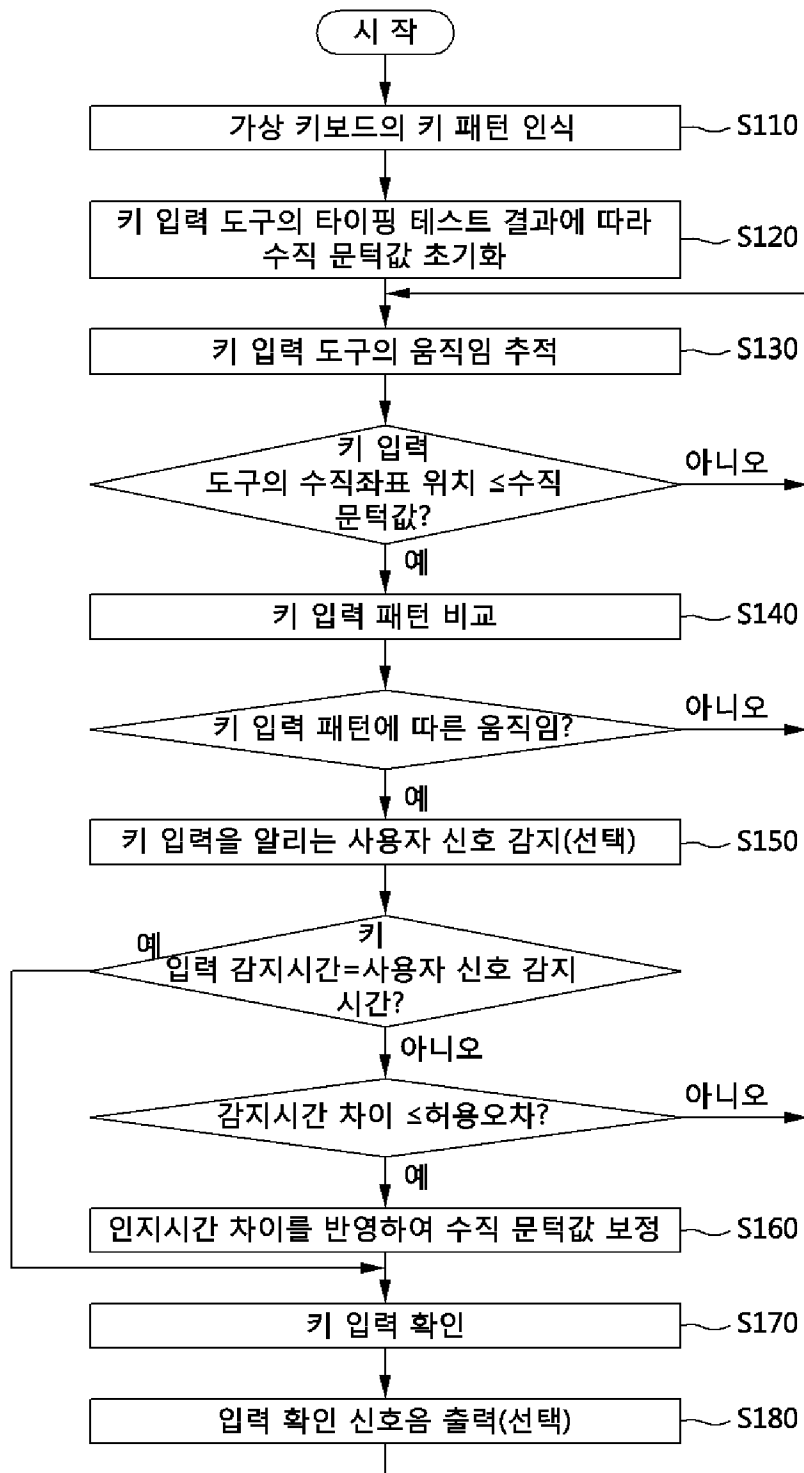 시 작
가상 키보드의 키 패턴 인식
S110
키 입력 도구의 타이핑 테스트 결과에 따라
수직 문턱값 초기화
S120
키 입력 도구의 움직임 추적
S130
키 입력
도구의 수직좌표 위치 ≤수직
문턱값?
아니오
예
키 입력 패턴 비교
S140
키 입력 패턴에 따른 움직임?
아니오
예
키 입력을 알리는 사용자 신호 감지(선택)
S150
예
키
입력 감지시간=사용자 신호 감지
시간?
아니오
감지시간 차이 ≤허용오차?
아니오
예
인지시간 차이를 반영하여 수직 문턱값 보정
S160
키 입력 확인
S170
입력 확인 신호음 출력(선택)
S180